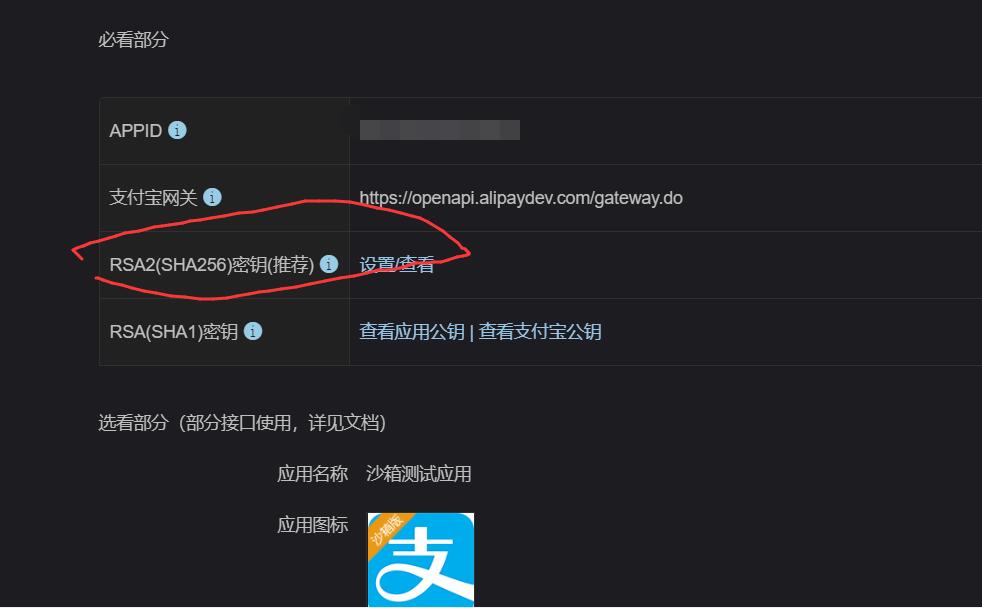 必看部分
APPID
支付宝网关 https://openapi.alipaydev.com/gateway.do
RSA2(SHA256)密钥(推荐) 设置/查看
RSA(SHA1)密钥 查看应用公钥 | 查看支付宝公钥
选看部分（部分接口使用，详见文档）
应用名称 沙箱测试应用
应用图标
沙箱版
支